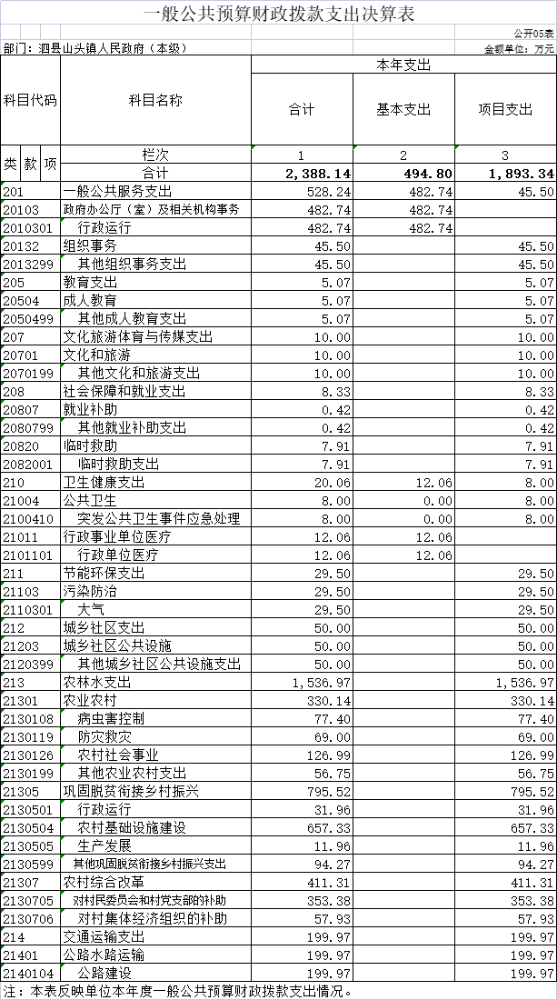 一般公共预算财政拨款支出决算表
公开05表
部门：泗县山头镇人民政府（本级） 金额单位：万元
科目代码 科目名称 本年支出
合计 基本支出 项目支出
类 款 项 栏次 1 2 3
合计 2,388.14 494.80 1,893.34
201 一般公共服务支出 528.24 482.74 45.50
20103 政府办公厅（室）及相关机构事务 482.74 482.74
2010301 行政运行 482.74 482.74
20132 组织事务 45.50 45.50
2013299 其他组织事务支出 45.50 45.50
205 教育支出 5.07 5.07
20504 成人教育 5.07 5.07
2050499 其他成人教育支出 5.07 5.07
207 文化旅游体育与传媒支出 10.00 10.00
20701 文化和旅游 10.00 10.00
2070199 其他文化和旅游支出 10.00 10.00
208 社会保障和就业支出 8.33 8.33
20807 就业补助 0.42 0.42
2080799 其他就业补助支出 0.42 0.42
20820 临时救助 7.91 7.91
2082001 临时救助支出 7.91 7.91
210 卫生健康支出 20.06 12.06 8.00
21004 公共卫生 8.00 0.00 8.00
2100410 突发公共卫生事件应急处理 8.00 0.00 8.00
21011 行政事业单位医疗 12.06 12.06
2101101 行政单位医疗 12.06 12.06
211 节能环保支出 29.50 29.50
21103 污染防治 29.50 29.50
2110301 大气 29.50 29.50
212 城乡社区支出 50.00 50.00
21203 城乡社区公共设施 50.00 50.00
2120399 其他城乡社区公共设施支出 50.00 50.00
213 农林水支出 1,536.97 1,536.97
21301 农业农村 330.14 330.14
2130108 病虫害控制 77.40 77.40
2130119 防灾救灾 69.00 69.00
2130126 农村社会事业 126.99 126.99
2130199 其他农业农村支出 56.75 56.75
21305 巩固脱贫衔接乡村振兴 795.52 795.52
2130501 行政运行 31.96 31.96
2130504 农村基础设施建设 657.33 657.33
2130505 生产发展 11.96 11.96
2130599 其他巩固脱贫衔接乡村振兴支出 94.27 94.27
21307 农村综合改革 411.31 411.31
2130705 对村民委员会和村党支部的补助 353.38 353.38
2130706 对村集体经济组织的补助 57.93 57.93
214 交通运输支出 199.97 199.97
21401 公路水路运输 199.97 199.97
2140104 公路建设 199.97 199.97
注：本表反映单位本年度一般公共预算财政拨款支出情况。